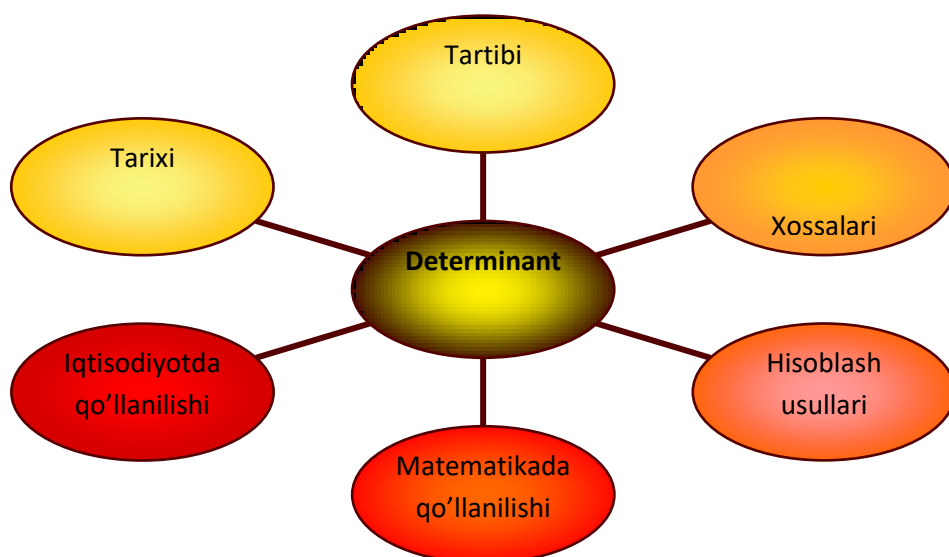 Tartibi
Tarixi
Xossalari
Determinant
Iqtisodiyotda
qo’llanilishi
Hisoblash
usullari
Matematikada
qo’llanilishi